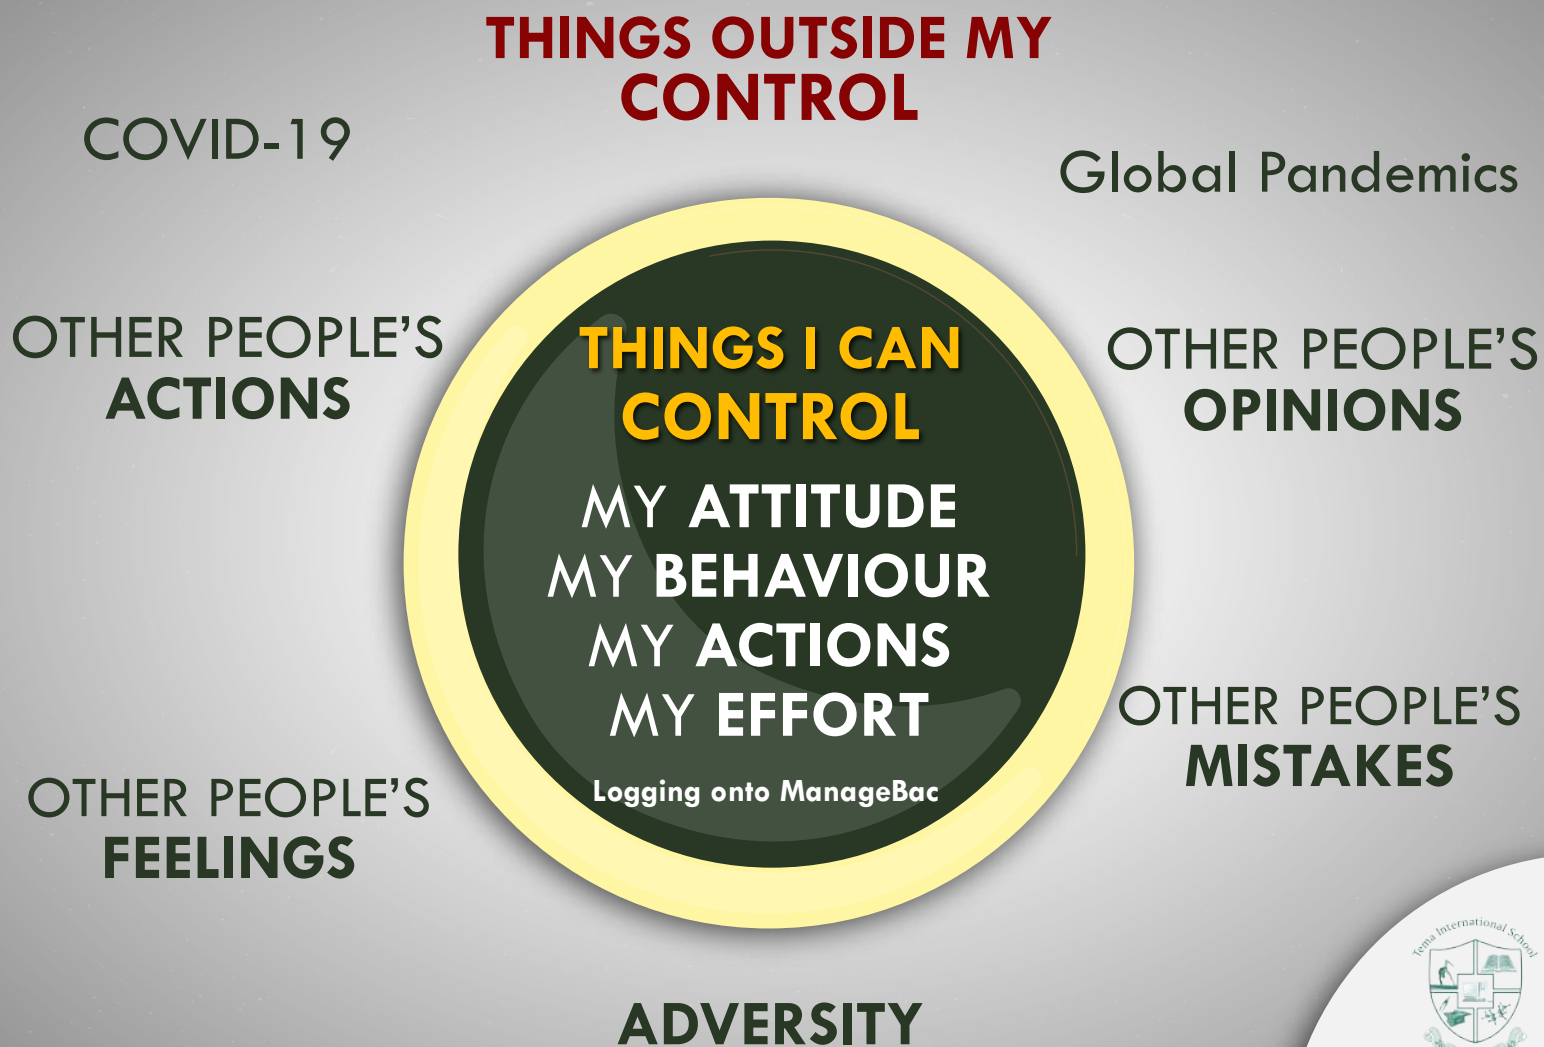 THINGS OUTSIDE MY
CONTROL
COVID-19
Global Pandemics
OTHER PEOPLE’S
ACTIONS
OTHER PEOPLE’S
OPINIONS
THINGS I CAN
CONTROL
MY ATTITUDE
MY BEHAVIOUR
MY ACTIONS
MY EFFORT
Logging onto ManageBac
OTHER PEOPLE’S
MISTAKES
OTHER PEOPLE’S
FEELINGS
ADVERSITY
Tema International School